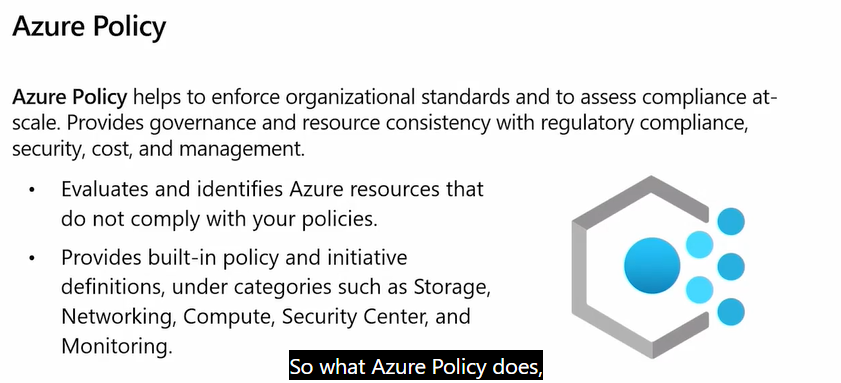 Azure Policy
Azure Policy helps to enforce organizational standards and to assess compliance at-
scale. Provides governance and resource consistency with regulatory compliance,
security, cost, and management.
• Evaluates and identifies Azure resources that
do not comply with your policies.
• Provides built-in policy and initiative
definitions, under categories such as Storage,
Networking, Compute, Security Center, and
Monitoring.
So what Azure Policy does,